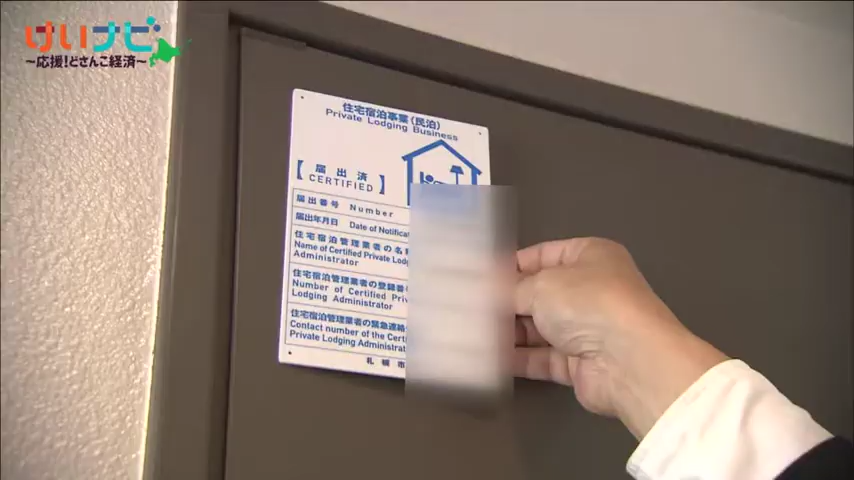 けいナビ
～応援!どさんこ経済～
住宅宿泊事業(民泊)
Private Lodging Business
【届出済】
CERTIFIED
届出番号 Number
届出年月日 Date of Notifica
住宅宿泊管理業者の名
Name of Certified Private Lod
Administrator
住宅宿泊管理業者の登録番
Number of Certified Priv
Lodging Administrator
住宅宿泊管理業者の緊急連絡
Contact number of the Certi
Private Lodging Administrat
札幌市